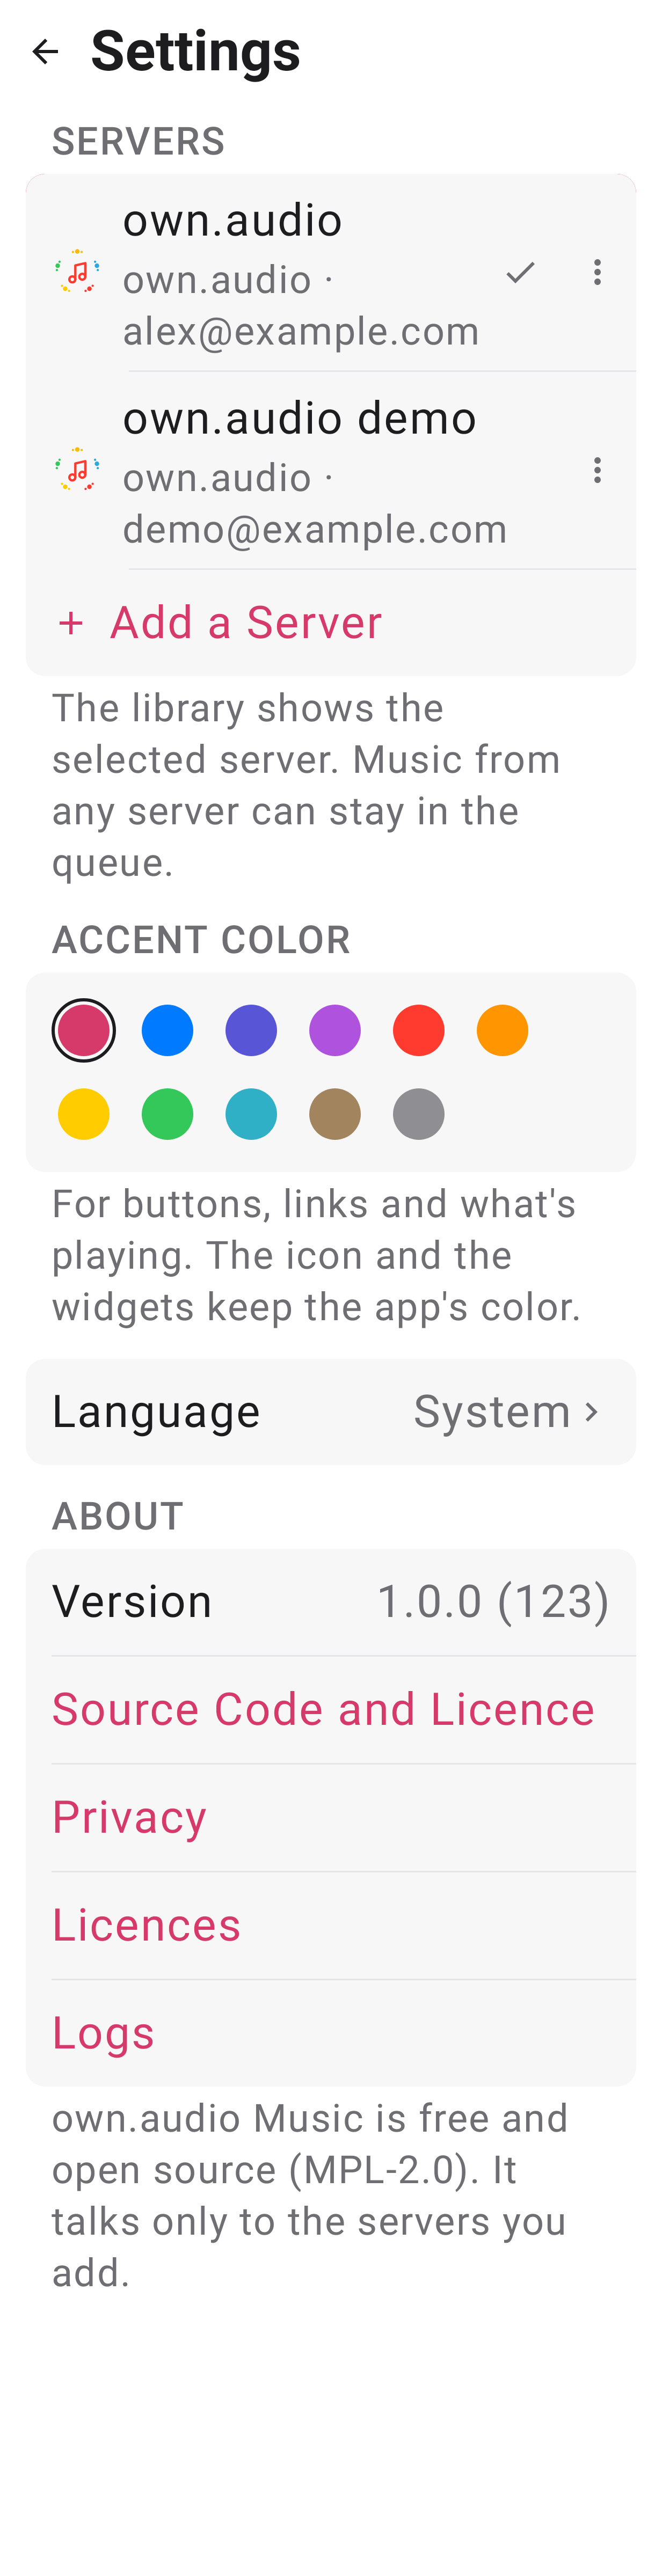 Settings
SERVERS
own.audio
own.audio ·
alex@example.com
own.audio demo
own.audio ·
demo@example.com
+ Add a Server
The library shows the
selected server. Music from
any server can stay in the
queue.
ACCENT COLOR
For buttons, links and what's
playing. The icon and the
widgets keep the app's color.
Language System
ABOUT
Version 1.0.0 (123)
Source Code and Licence
Privacy
Licences
Logs
own.audio Music is free and
open source (MPL-2.0). It
talks only to the servers you
add.